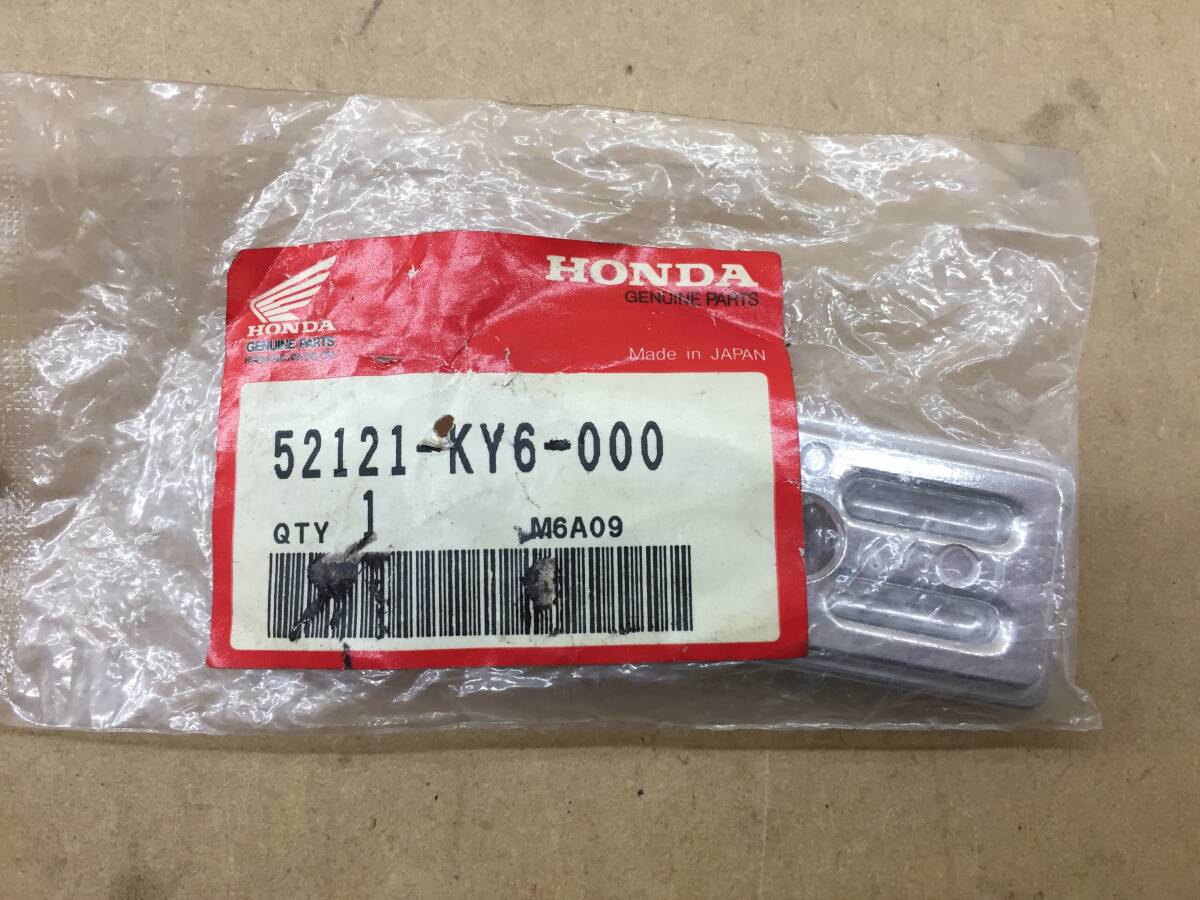 HONDA
GENUINE PARTS
HONDA
GENUINE PARTS
Made in JAPAN
52121-KY6-000
QTY 1 M6A09